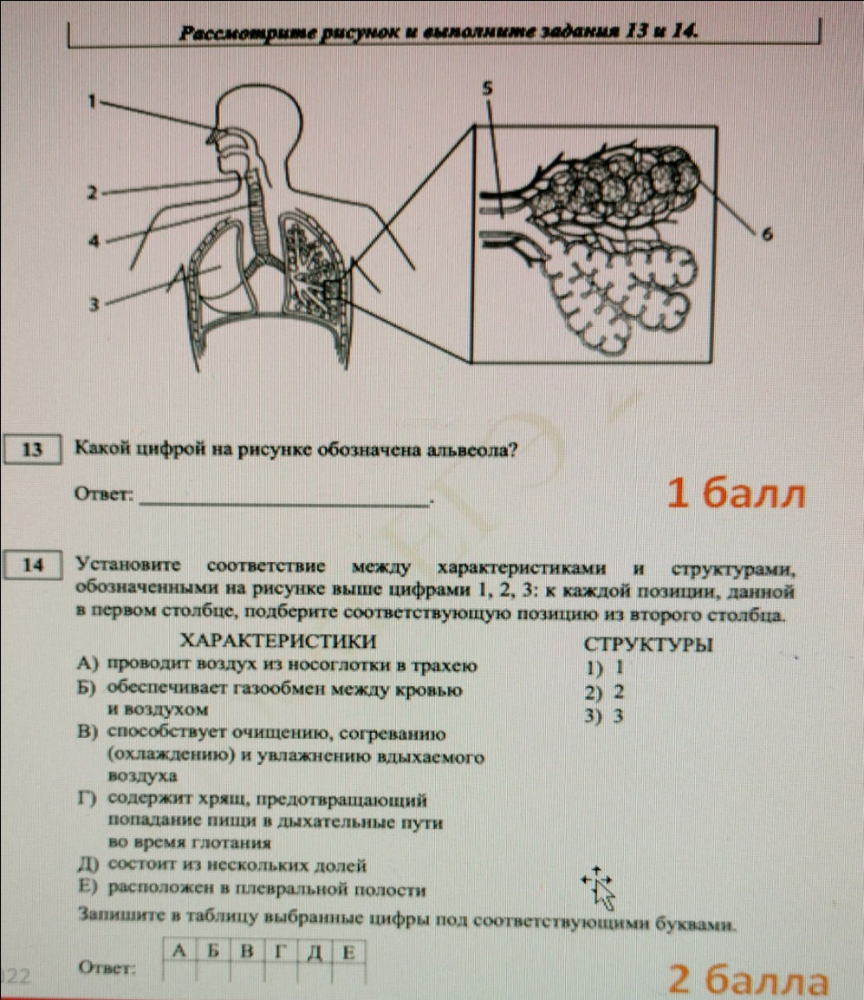 Рассмотрите рисунок и выполните задания 13 и 14.
1
5
2
4
6
3
13
Какой цифрой на рисунке обозначена альвеола?
Ответ: ______________________________.
1 балл
14
Установите соответствие между характеристиками и структурами,
обозначенными на рисунке выше цифрами 1, 2, 3: к каждой позиции, данной
в первом столбце, подберите соответствующую позицию из второго столбца.
ХАРАКТЕРИСТИКИ
СТРУКТУРЫ
А) проводит воздух из носоглотки в трахею
1) 1
Б) обеспечивает газообмен между кровью
2) 2
и воздухом
3) 3
В) способствует очищению, согреванию
(охлаждению) и увлажнению вдыхаемого
воздуха
Г) содержит хрящ, предотвращающий
попадание пищи в дыхательные пути
во время глотания
Д) состоит из нескольких долей
Е) расположен в плевральной полости
Запишите в таблицу выбранные цифры под соответствующими буквами.
А Б В Г Д Е
Ответ:
2 балла
022
ЕГЭ